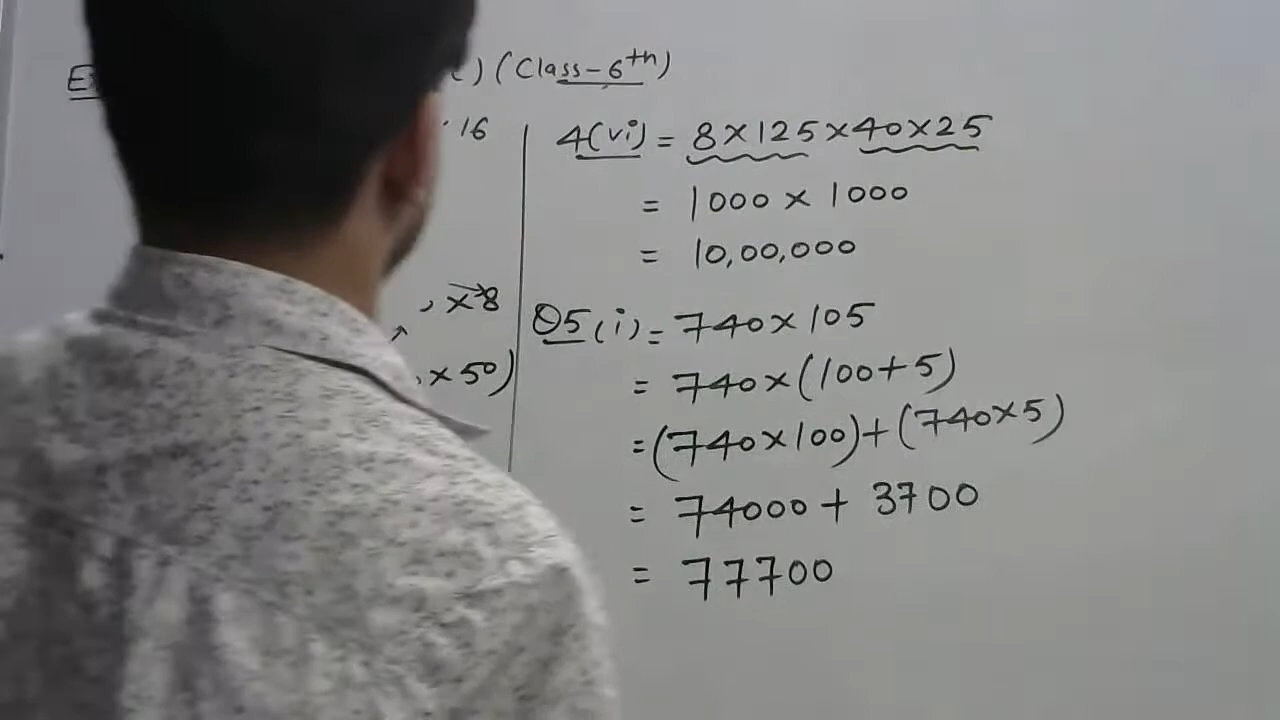 (Class-6th)
16
× 8
× 50)
4(vi) = 8×125×40×25
= 1000 × 1000
= 10,00,000
Q5(i) = 740×105
= 740×(100+5)
=(740×100)+(740×5)
= 74000 + 3700
= 77700